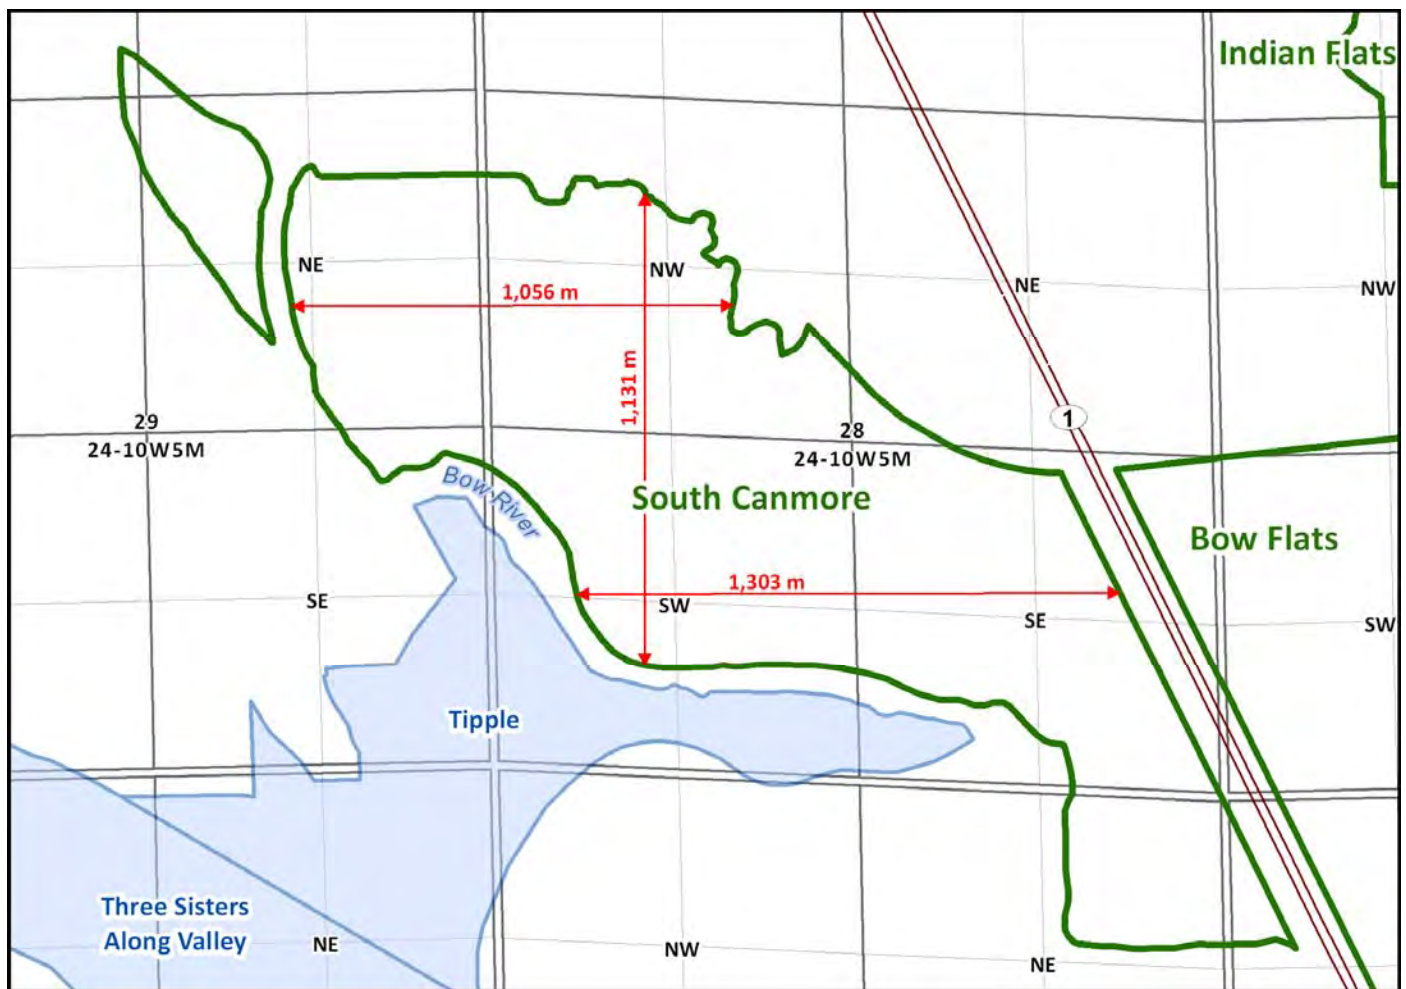 Indian Flats
NE
NW
NE
NW
1,056 m
1,131 m
1
29
24-10W5M
28
24-10W5M
Bow River
South Canmore
Bow Flats
1,303 m
SE
SW
SE
SW
Tipple
Three Sisters
Along Valley
NE
NW
NE